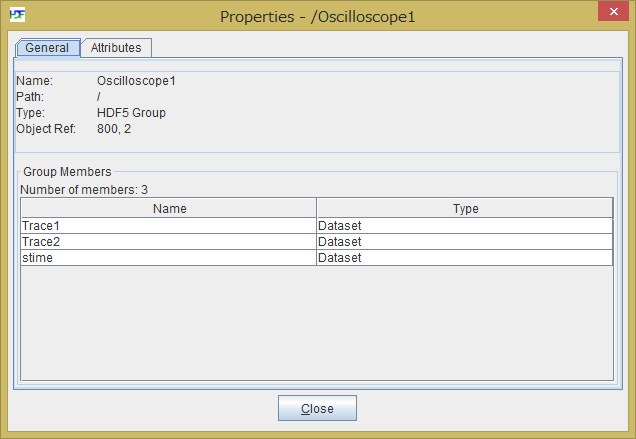 HDF
Properties - /Oscilloscope1
General Attributes
Name: Oscilloscope1
Path: /
Type: HDF5 Group
Object Ref: 800, 2
Group Members
Number of members: 3
Name Type
Trace1 Dataset
Trace2 Dataset
stime Dataset
Close